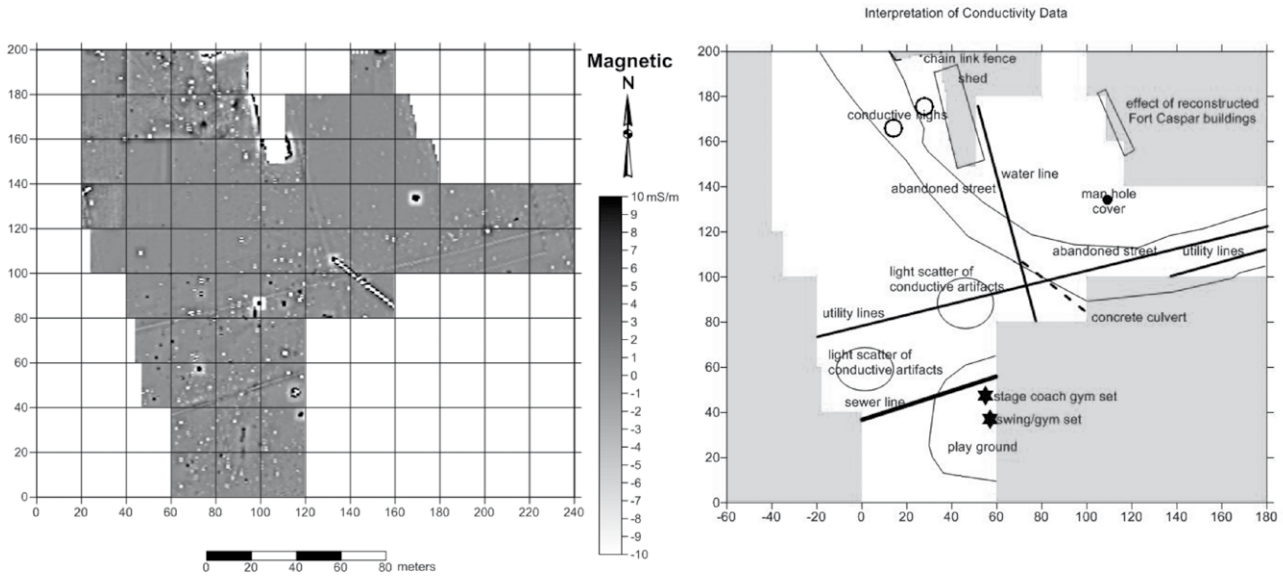 Interpretation of Conductivity Data
Magnetic
N
10 mS/m
9
8
7
6
5
4
3
2
1
0
-1
-2
-3
-4
-5
-6
-7
-8
-9
-10
200
180
160
140
120
100
80
60
40
20
0
0 20 40 60 80 100 120 140 160 180 200 220 240
0 20 40 60 80 meters
200
180
160
140
120
100
80
60
40
20
0
-60 -40 -20 0 20 40 60 80 100 120 140 160 180
chain link fence
shed
effect of reconstructed
Fort Caspar buildings
conductive highs
water line
abandoned street
man hole
cover
abandoned street
utility lines
light scatter of
conductive artifacts
utility lines
concrete culvert
light scatter of
conductive artifacts
sewer line
stage coach gym set
swing/gym set
play ground